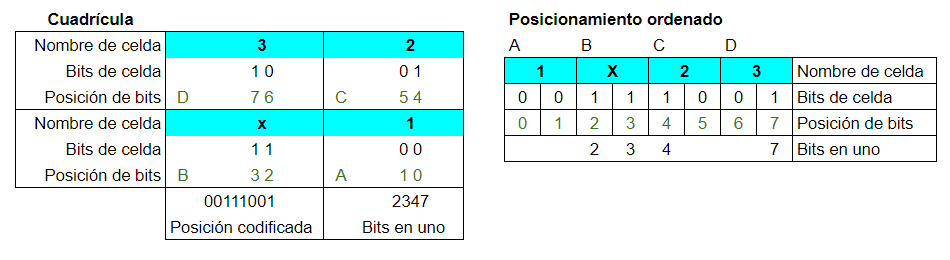 Cuadrícula
Nombre de celda 3 2
Bits de celda 1 0 0 1
Posición de bits D 7 6 C 5 4
Nombre de celda x 1
Bits de celda 1 1 0 0
Posición de bits B 3 2 A 1 0
00111001 2347
Posición codificada Bits en uno
Posicionamiento ordenado
A B C D
1 X 2 3 Nombre de celda
0 0 1 1 1 0 0 1 Bits de celda
0 1 2 3 4 5 6 7 Posición de bits
2 3 4 7 Bits en uno